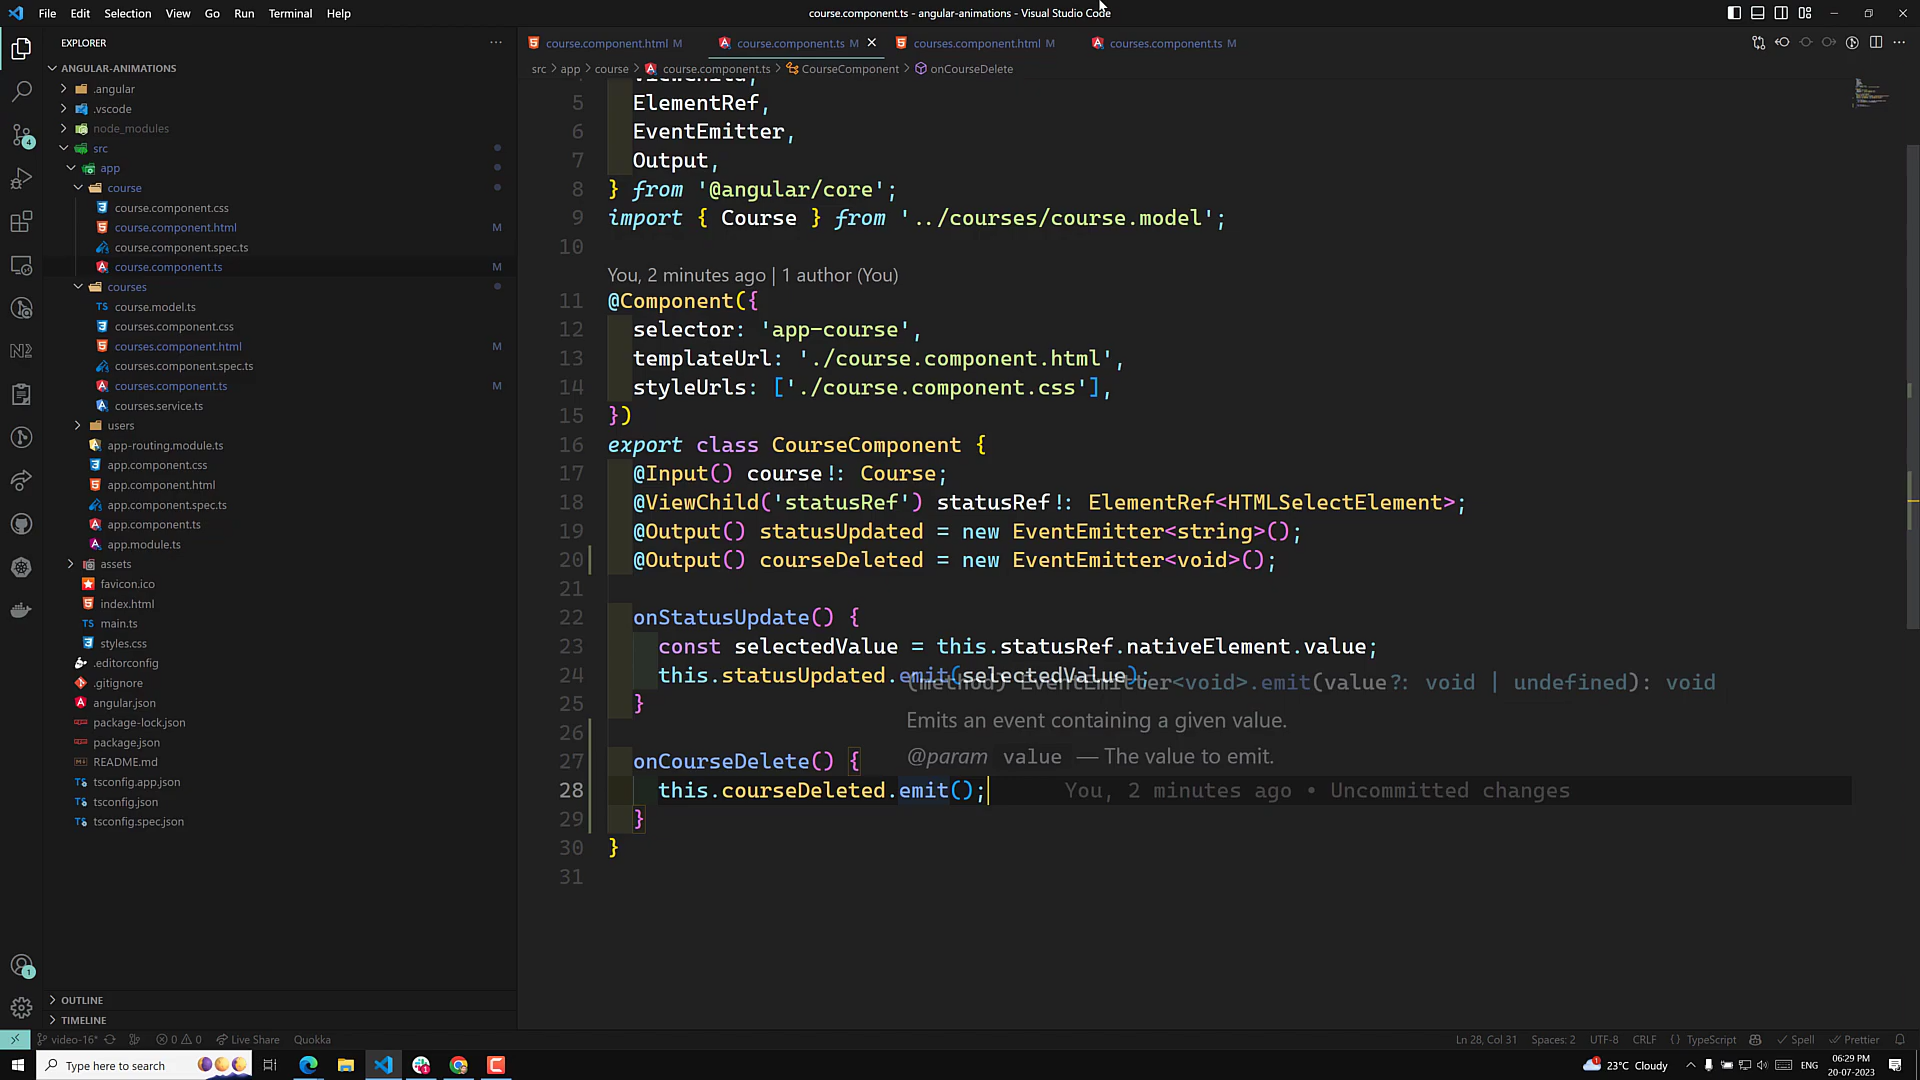 File Edit Selection View Go Run Terminal Help
course.component.ts - angular-animations - Visual Studio Code
EXPLORER
ANGULAR-ANIMATIONS
.angular
.vscode
node_modules
src
app
course
course.component.css
course.component.html M
course.component.spec.ts
course.component.ts M
courses
course.model.ts
courses.component.css
courses.component.html M
courses.component.spec.ts
courses.component.ts M
courses.service.ts
users
app-routing.module.ts
app.component.css
app.component.html
app.component.spec.ts
app.component.ts
app.module.ts
assets
favicon.ico
index.html
main.ts
styles.css
.editorconfig
.gitignore
angular.json
package-lock.json
package.json
README.md
tsconfig.app.json
tsconfig.json
tsconfig.spec.json
OUTLINE
TIMELINE
course.component.html M course.component.ts M courses.component.html M courses.component.ts M
src > app > course > course.component.ts > CourseComponent > onCourseDelete
5 ElementRef,
6 EventEmitter,
7 Output,
8 } from '@angular/core';
9 import { Course } from '../courses/course.model';
10
You, 2 minutes ago | 1 author (You)
11 @Component({
12 selector: 'app-course',
13 templateUrl: './course.component.html',
14 styleUrls: ['./course.component.css'],
15 })
16 export class CourseComponent {
17 @Input() course!: Course;
18 @ViewChild('statusRef') statusRef!: ElementRef<HTMLSelectElement>;
19 @Output() statusUpdated = new EventEmitter<string>();
20 @Output() courseDeleted = new EventEmitter<void>();
21
22 onStatusUpdate() {
23 const selectedValue = this.statusRef.nativeElement.value;
24 this.statusUpdated.emit(selectedValue);
(method) EventEmitter<void>.emit(value?: void | undefined): void
25 }
Emits an event containing a given value.
26
@param value — The value to emit.
27 onCourseDelete() {
28 this.courseDeleted.emit(); You, 2 minutes ago • Uncommitted changes
29 }
30 }
31
video-16* 0 0 Live Share Quokka
Ln 28, Col 31 Spaces: 2 UTF-8 CRLF {} TypeScript Spell Prettier
Type here to search
23°C Cloudy ENG 06:29 PM
20-07-2023